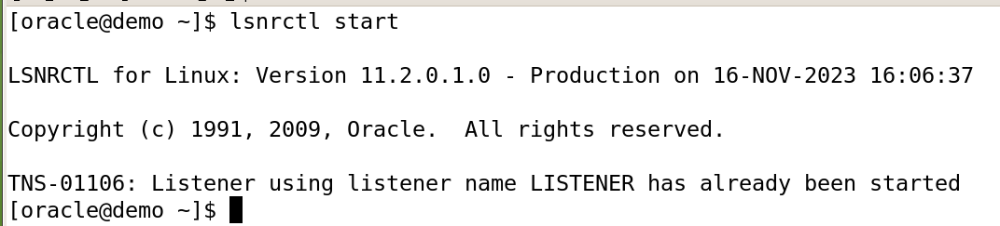 [oracle@demo ~]$ lsnrctl start
LSNRCTL for Linux: Version 11.2.0.1.0 - Production on 16-NOV-2023 16:06:37
Copyright (c) 1991, 2009, Oracle.  All rights reserved.
TNS-01106: Listener using listener name LISTENER has already been started
[oracle@demo ~]$